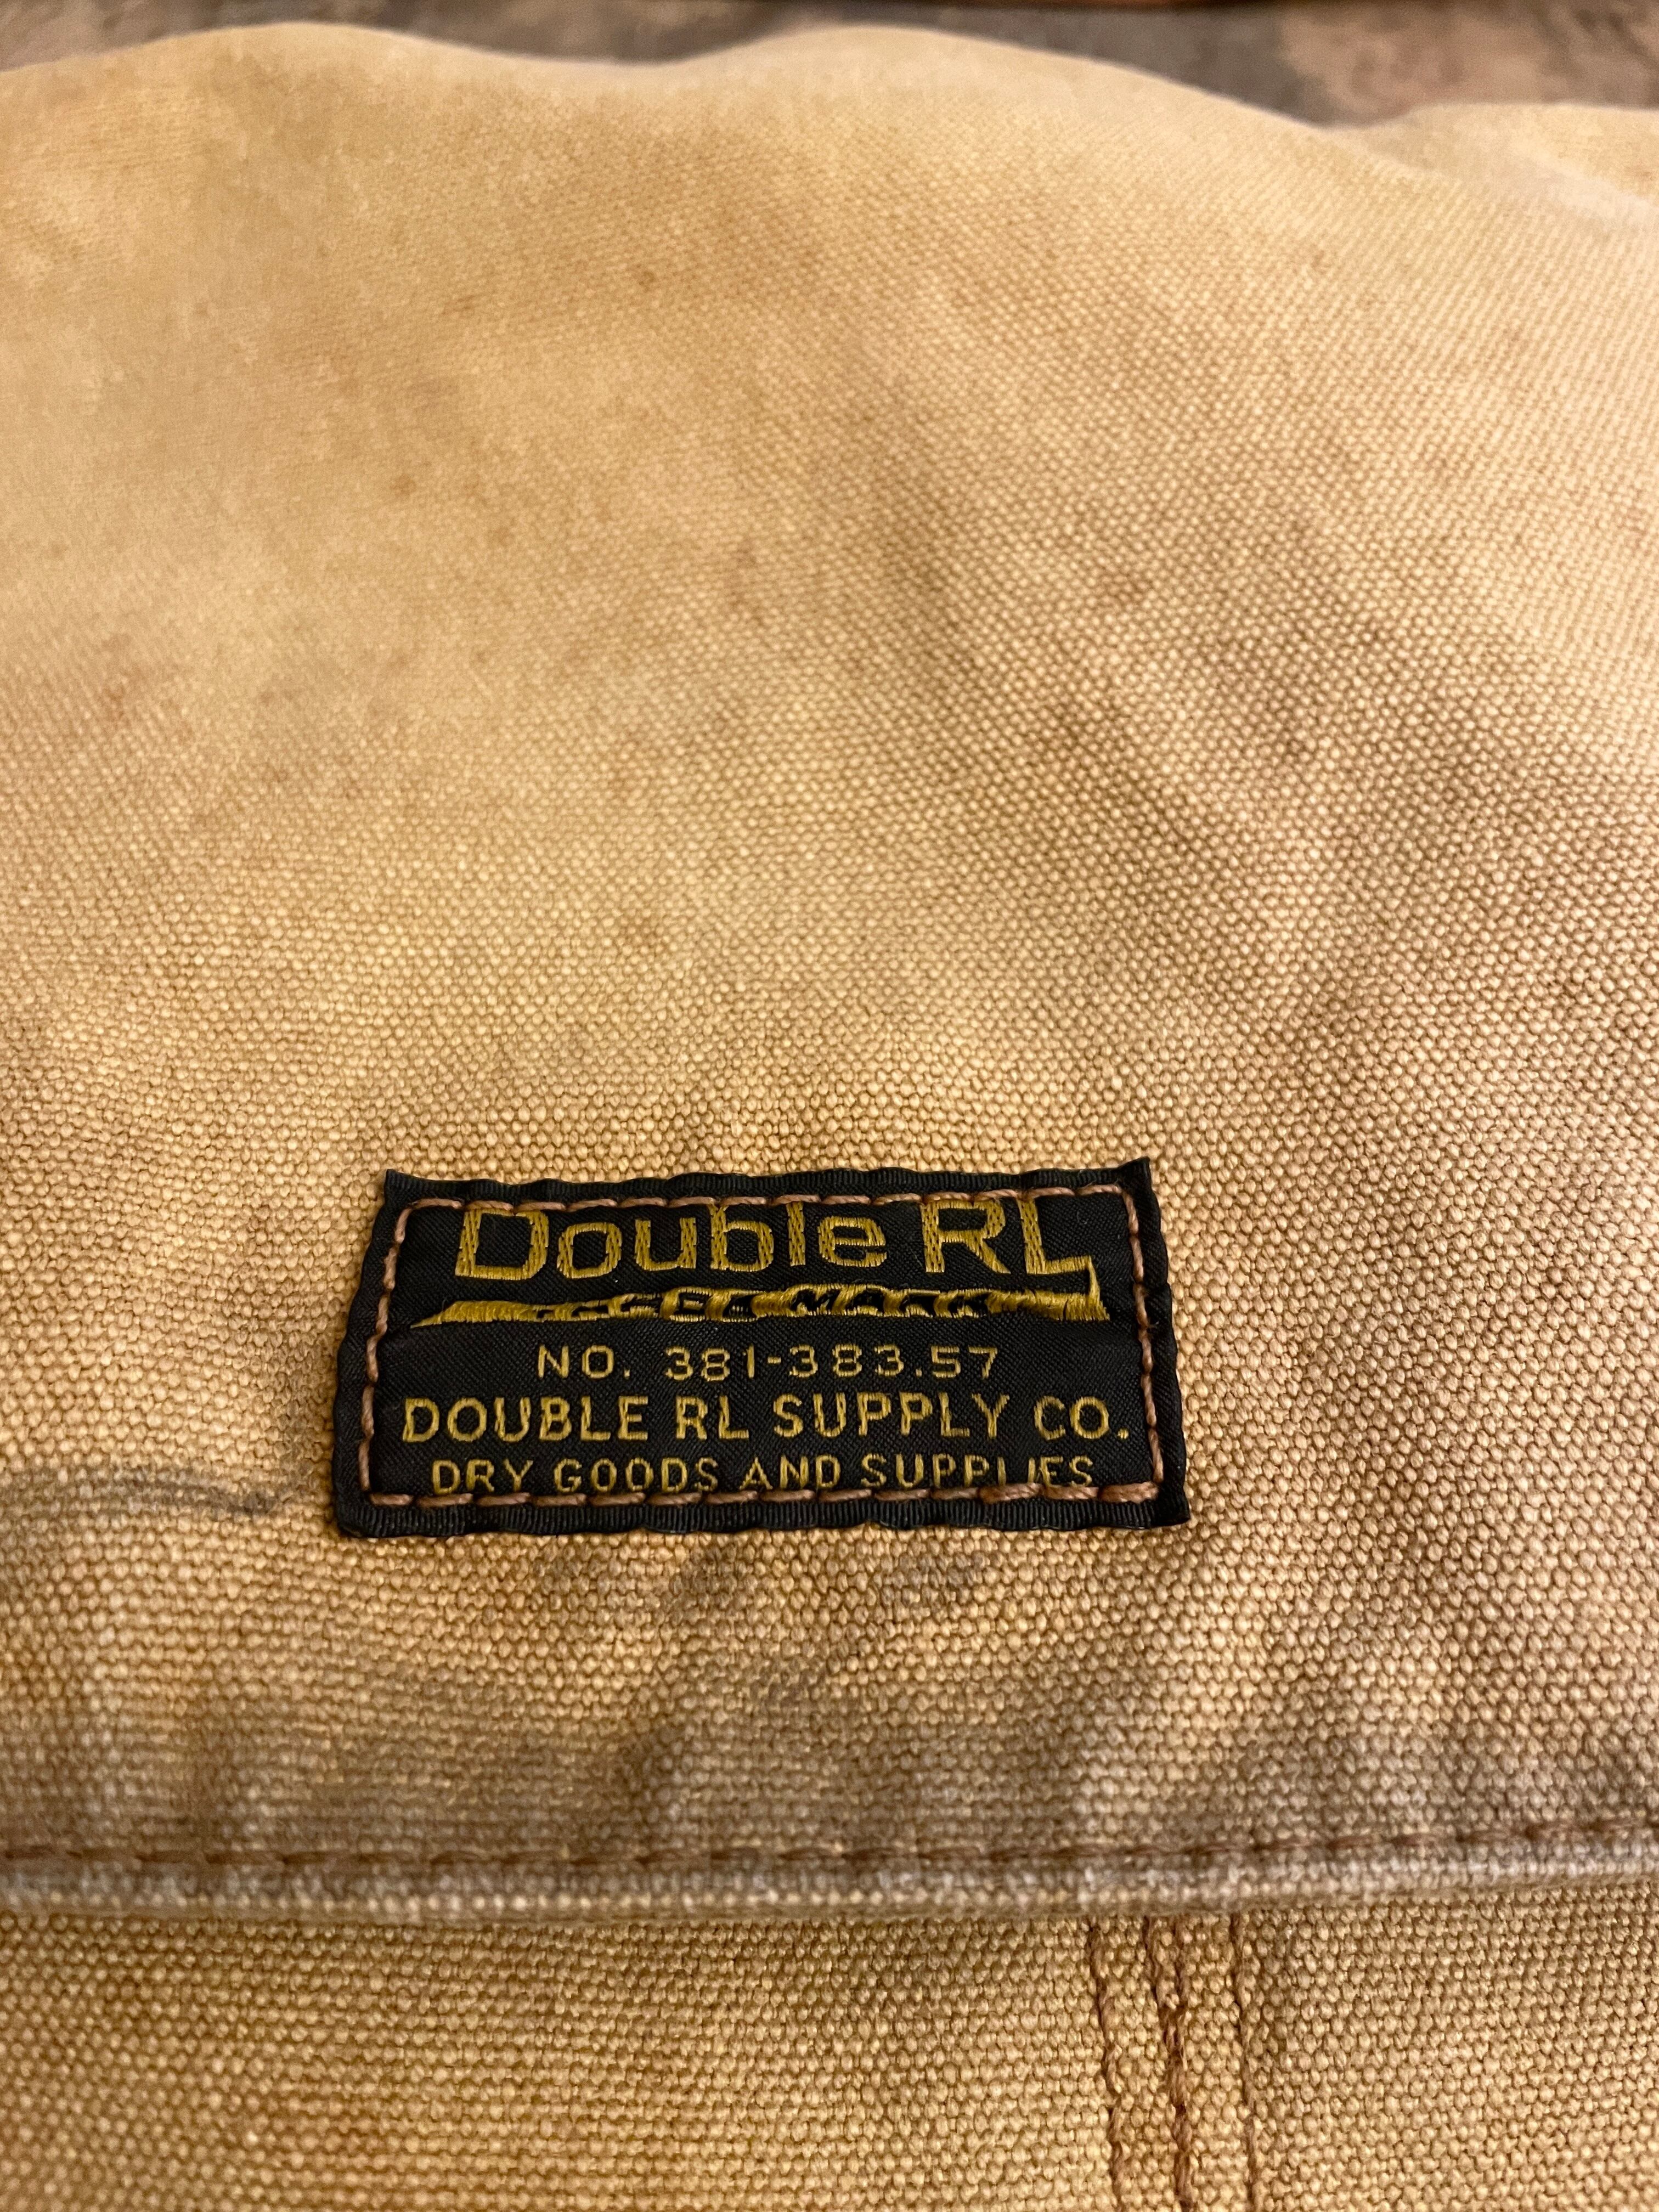 Double RL
NO. 381-383.57
DOUBLE RL SUPPLY CO.
DRY GOODS AND SUPPLIES